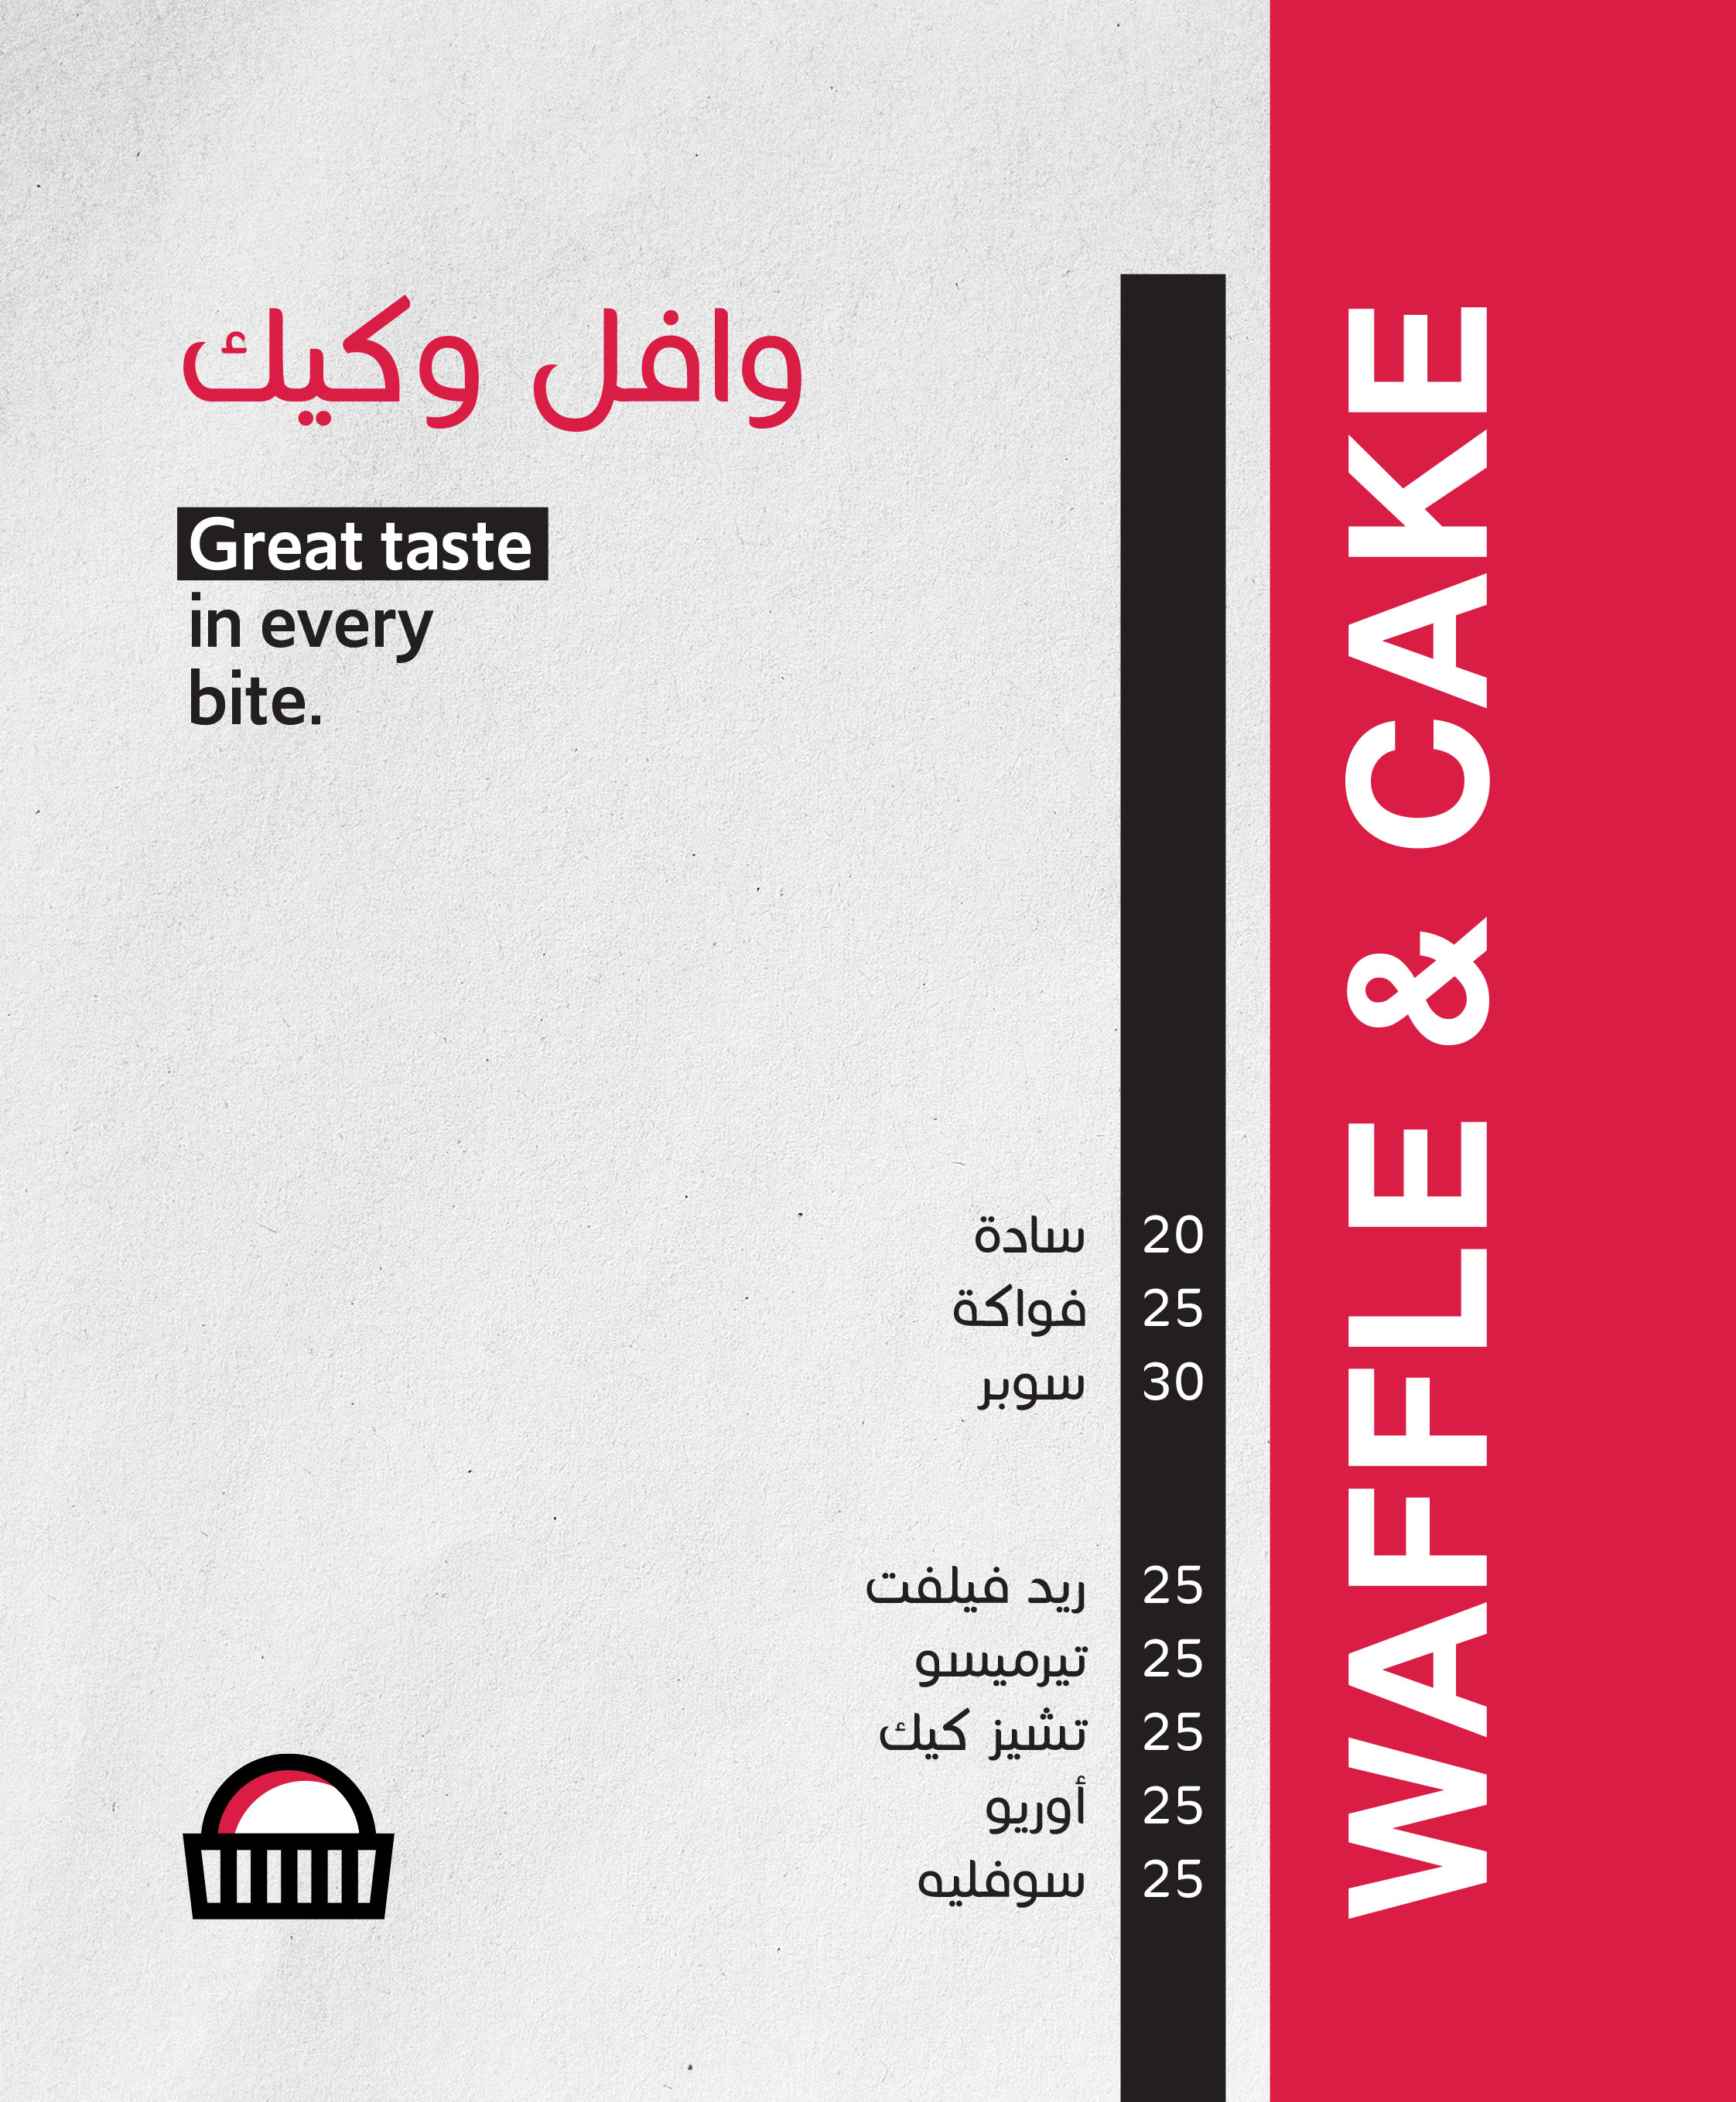 وافل وكيك
Great taste
in every
bite.
WAFFLE & CAKE
سادة 20
فواكة 25
سوبر 30
ريد فيلفت 25
تيرميسو 25
تشيز كيك 25
أوريو 25
سوفليه 25